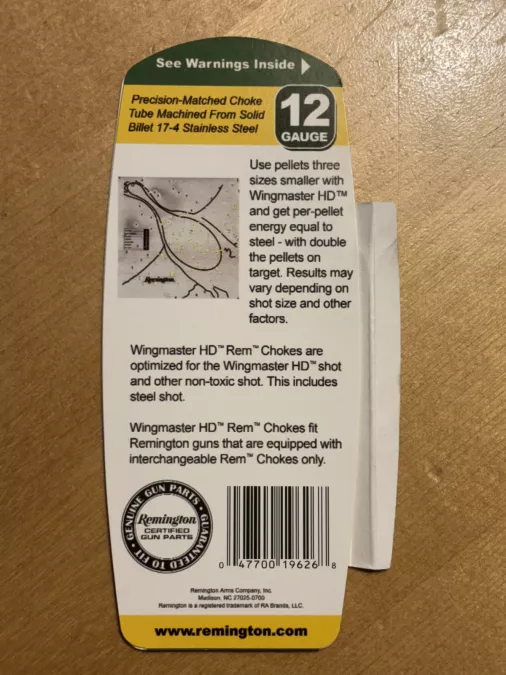 See Warnings Inside
Precision-Matched Choke
Tube Machined From Solid
Billet 17-4 Stainless Steel
12
GAUGE
Use pellets three
sizes smaller with
Wingmaster HD™
and get per-pellet
energy equal to
steel - with double
the pellets on
target. Results may
vary depending on
shot size and other
factors.
Remington
Wingmaster HD™ Rem™ Chokes are
optimized for the Wingmaster HD™ shot
and other non-toxic shot. This includes
steel shot.
Wingmaster HD™ Rem™ Chokes fit
Remington guns that are equipped with
interchangeable Rem™ Chokes only.
GENUINE GUN PARTS • GUARANTEED TO FIT •
Remington
CERTIFIED
GUN PARTS
0 47700 19626 8
Remington Arms Company, Inc.
Madison, NC 27025-0700
Remington is a registered trademark of RA Brands, LLC.
www.remington.com